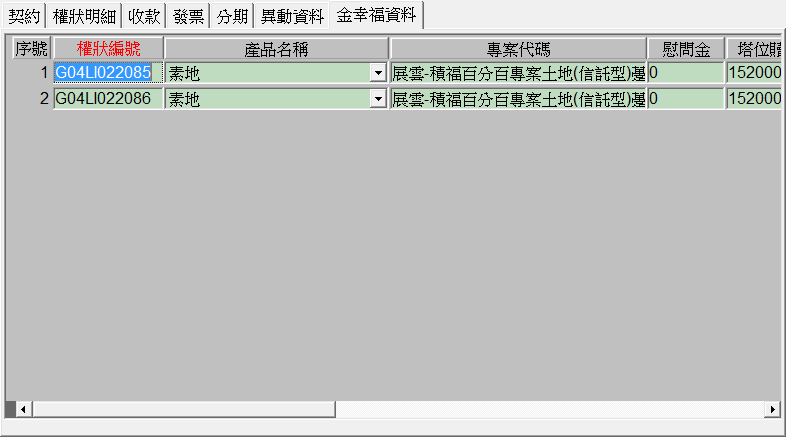 契約 權狀明細 收款 發票 分期 異動資料 金幸福資料
序號 權狀編號 產品名稱 專案代碼 慰問金 塔位贖
1 G04LI022085 素地 展雲-積福百分百專案土地(信託型) 0 152000
2 G04LI022086 素地 展雲-積福百分百專案土地(信託型) 0 152000